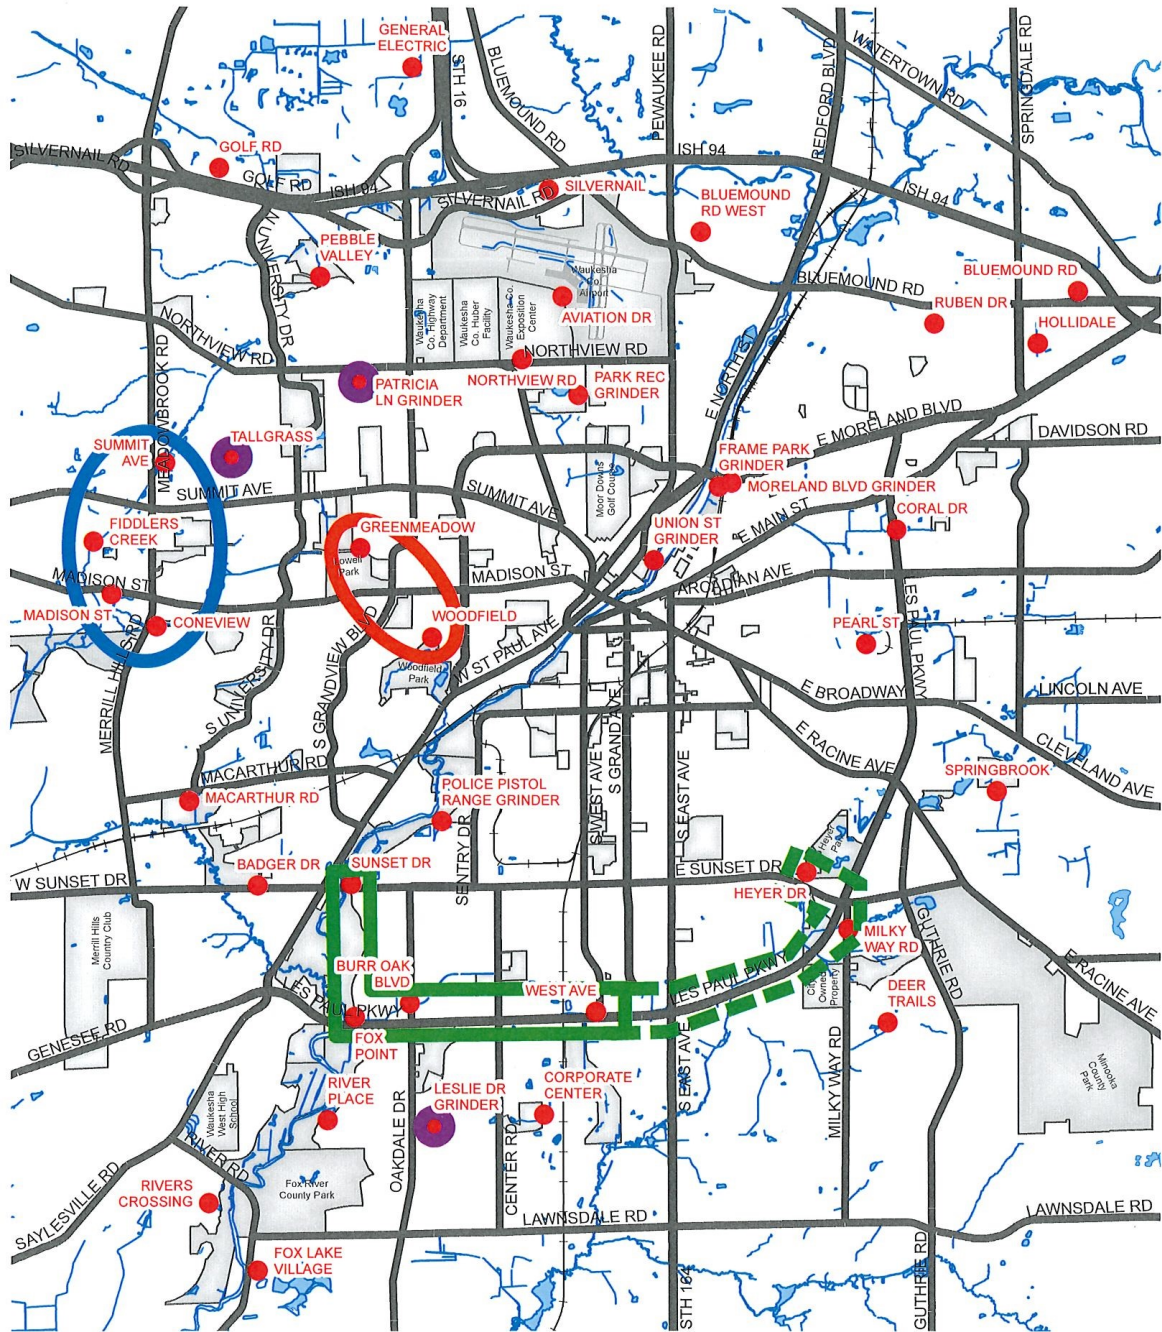 GENERAL
ELECTRIC
STH 16
BLUEMOUND RD
PEWAUKEE RD
REDFORD BLVD
WATERTOWN RD
SPRINGDALE RD
SILVERNAIL RD
GOLF RD
GOLF RD
ISH 94
SILVERNAIL RD
SILVERNAIL
ISH 94
ISH 94
BLUEMOUND
RD WEST
N UNIVERSITY DR
PEBBLE
VALLEY
Waukesha
Co.
Airport
AVIATION DR
BLUEMOUND RD
BLUEMOUND RD
RUBEN DR
HOLLIDALE
Waukesha
Co. Highway
Department
Waukesha
Co. Huber
Facility
Waukesha Co.
Exposition
Center
NORTHVIEW RD
NORTHVIEW RD
NORTHVIEW RD
MEADOWBROOK RD
PATRICIA
LN GRINDER
PARK REC
GRINDER
E NORTH ST
E MORELAND BLVD
DAVIDSON RD
SUMMIT
AVE
TALLGRASS
SUMMIT AVE
SUMMIT AVE
Moor Downs
Golf Course
FRAME PARK
GRINDER
MORELAND BLVD GRINDER
CORAL DR
E MAIN ST
FIDDLERS
CREEK
GREENMEADOW
UNION ST
GRINDER
MADISON ST
MADISON ST
ARCADIAN AVE
MADISON ST
CONEVIEW
WOODFIELD
Woodfield
Park
W ST PAUL AVE
PEARL ST
ES PAUL PKWY
MERRILL HILLS RD
S UNIVERSITY DR
S GRANDVIEW BLVD
E BROADWAY
LINCOLN AVE
CLEVELAND AVE
E RACINE AVE
MACARTHUR RD
MACARTHUR RD
POLICE PISTOL
RANGE GRINDER
S WEST AVE
S GRAND AVE
S EAST AVE
SPRINGBROOK
SENTRY DR
Heyer
Park
BADGER DR
SUNSET DR
W SUNSET DR
E SUNSET DR
HEYER DR
Merrill Hills
Country Club
MILKY
WAY RD
GUTHRIE RD
E RACINE AVE
BURR OAK
BLVD
WEST AVE
LES PAUL PKWY
LES PAUL PKWY
City
Owned
Property
DEER
TRAILS
GENESEE RD
FOX
POINT
S EAST AVE
MILKY WAY RD
Minooka
County
Park
Waukesha
West High
School
RIVER
PLACE
LESLIE DR
GRINDER
CORPORATE
CENTER
OAKDALE DR
CENTER RD
RIVER RD
RIVERS
CROSSING
Fox River
County Park
SAYLESVILLE RD
LAWNSDALE RD
LAWNSDALE RD
FOX LAKE
VILLAGE
STH 164
GUTHRIE RD